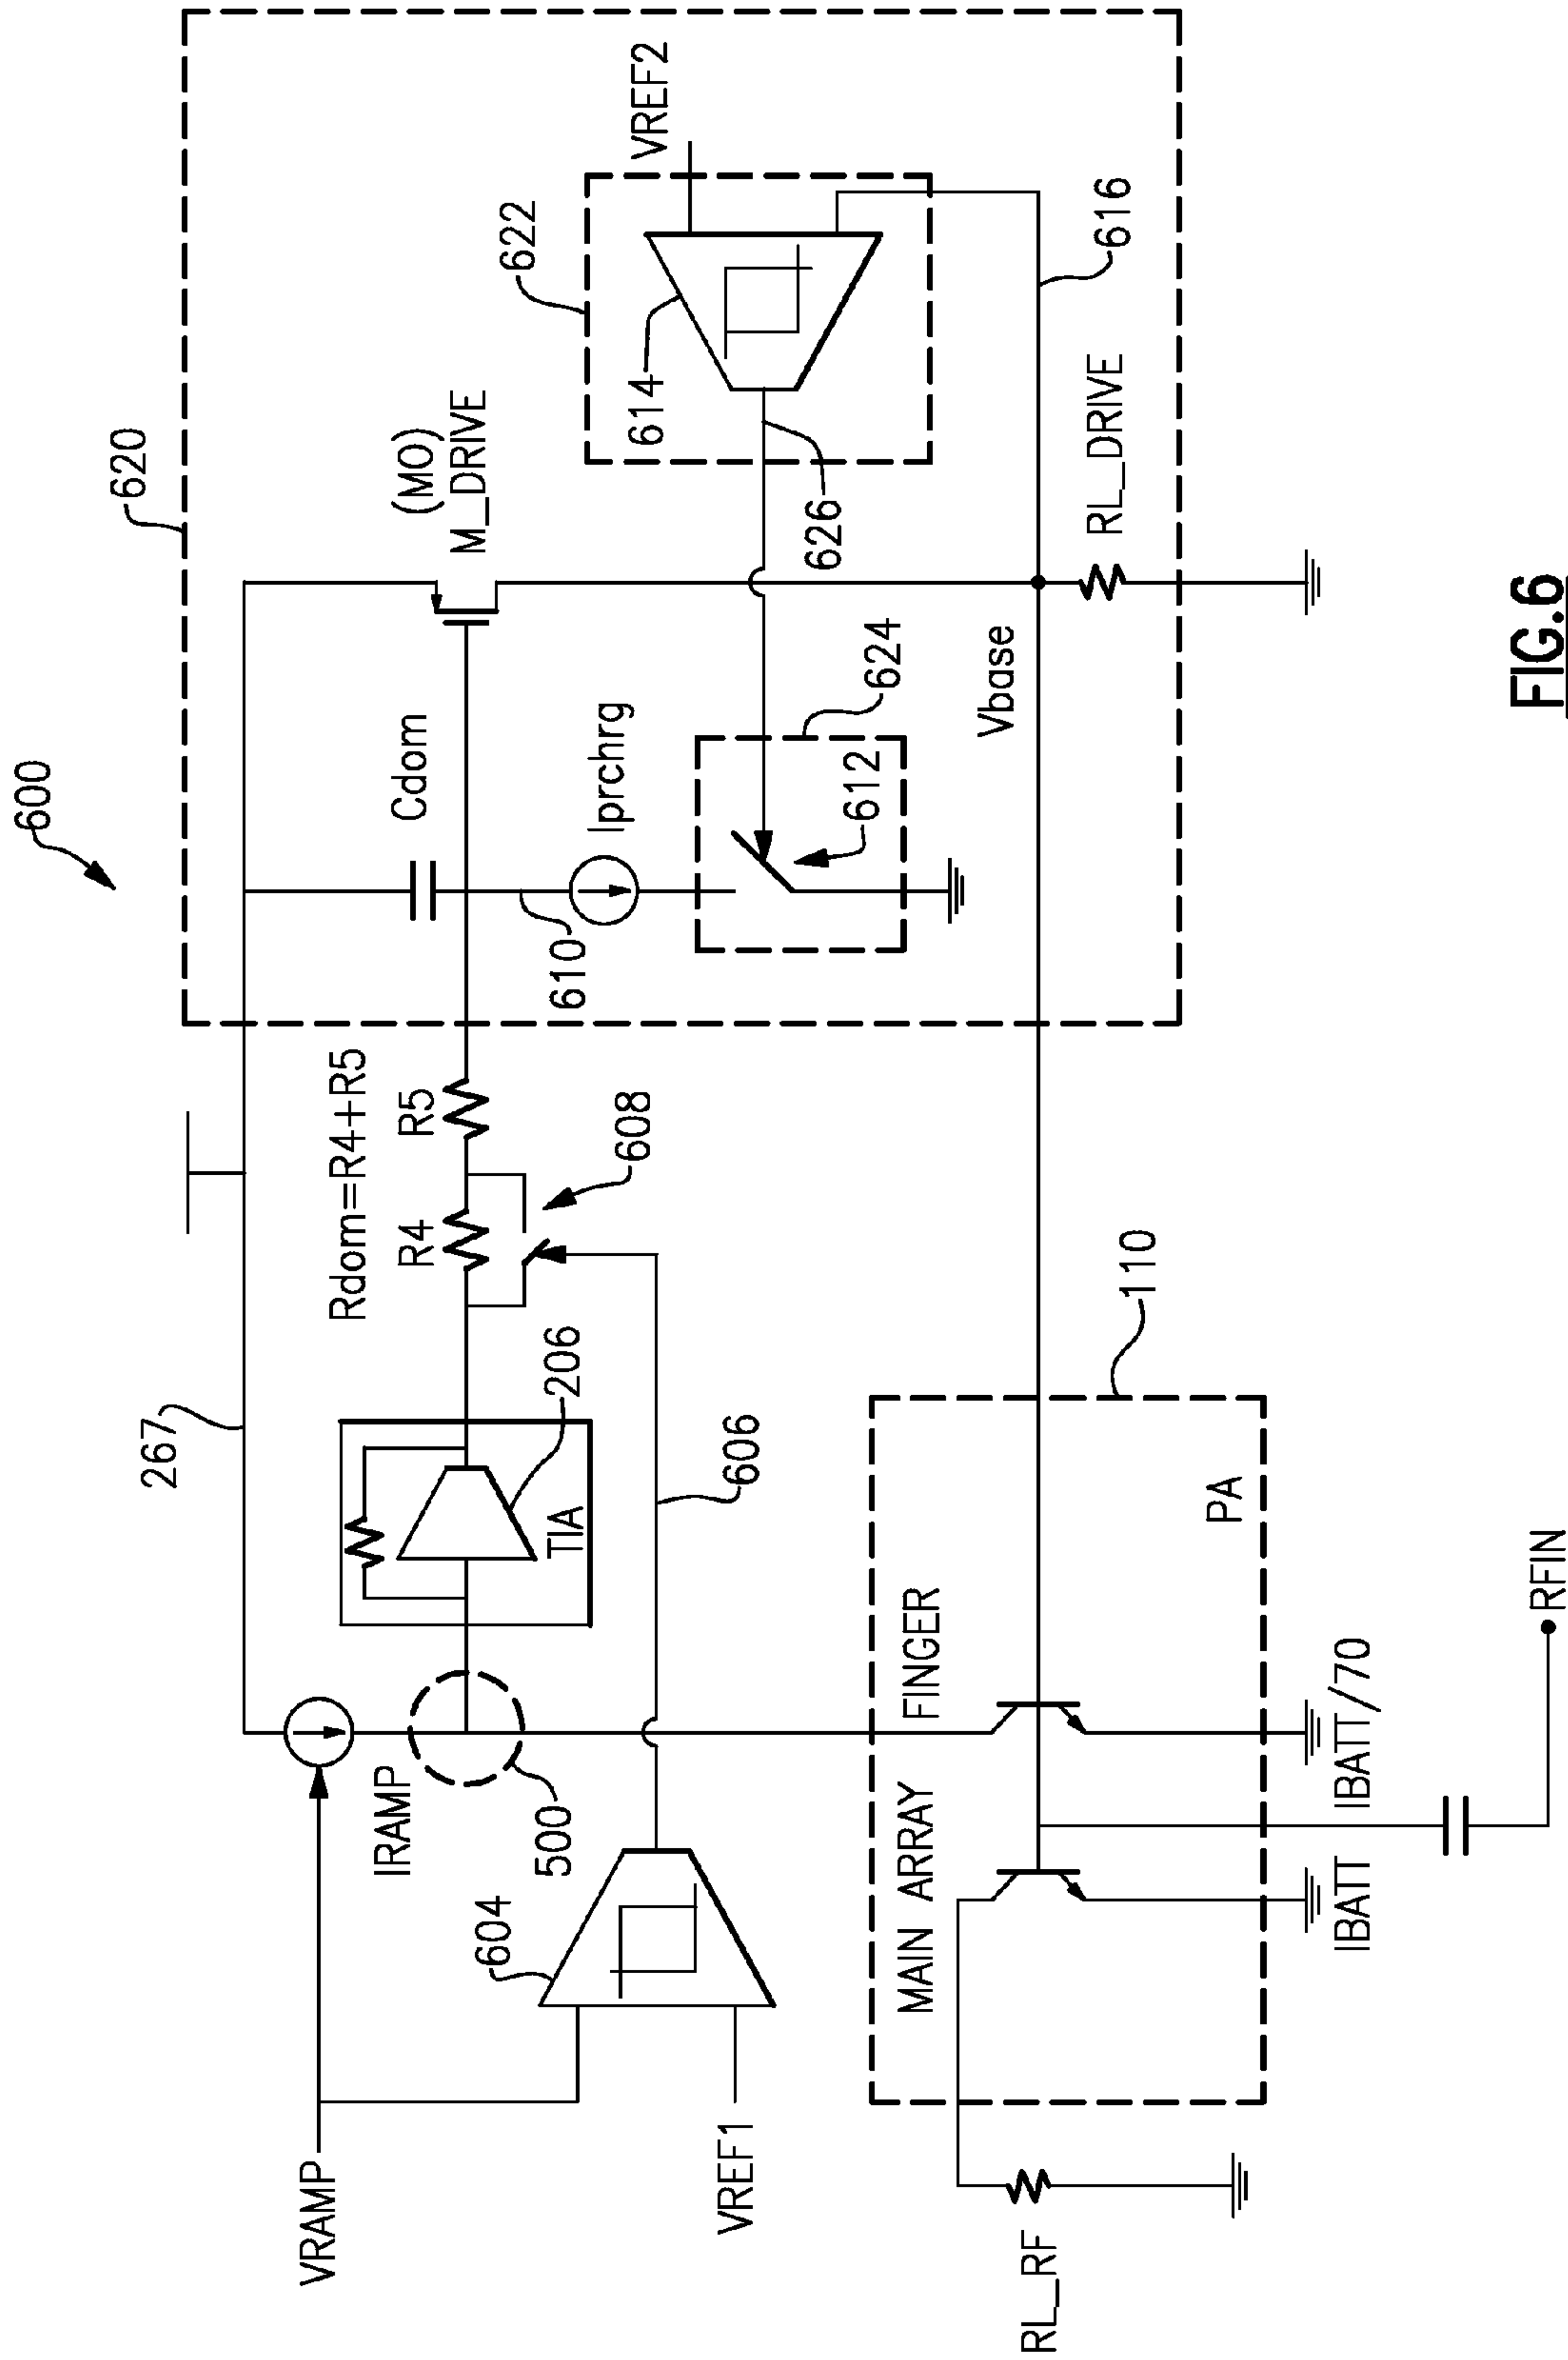 600
620
267
Rdom=R4+R5
R4
R5
Cdom
(MO)
M_DRIVE
622
VREF2
614
VRAMP
IRAMP
500
206
TIA
608
610
Iprchrg
612
624
626
616
604
VREF1
606
Vbase
RL_DRIVE
RL_RF
MAIN ARRAY
FINGER
PA
110
IBATT
IBATT/70
RFIN
FIG.6